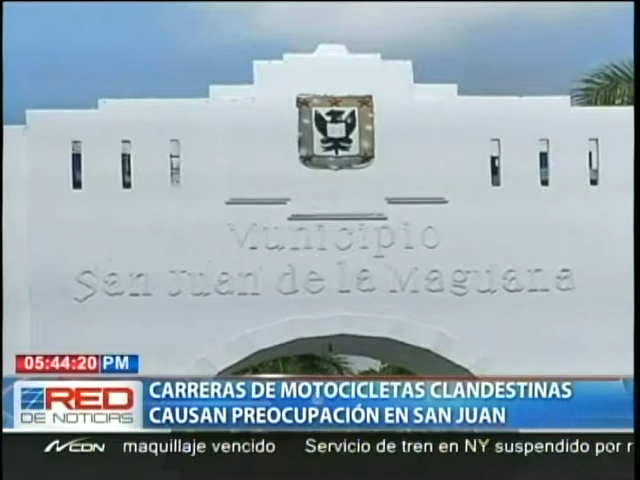 Municipio
San Juan de la Maguana
05:44:20 PM
RED
DE NOTICIAS
CARRERAS DE MOTOCICLETAS CLANDESTINAS
CAUSAN PREOCUPACIÓN EN SAN JUAN
CDN
maquillaje vencido Servicio de tren en NY suspendido por